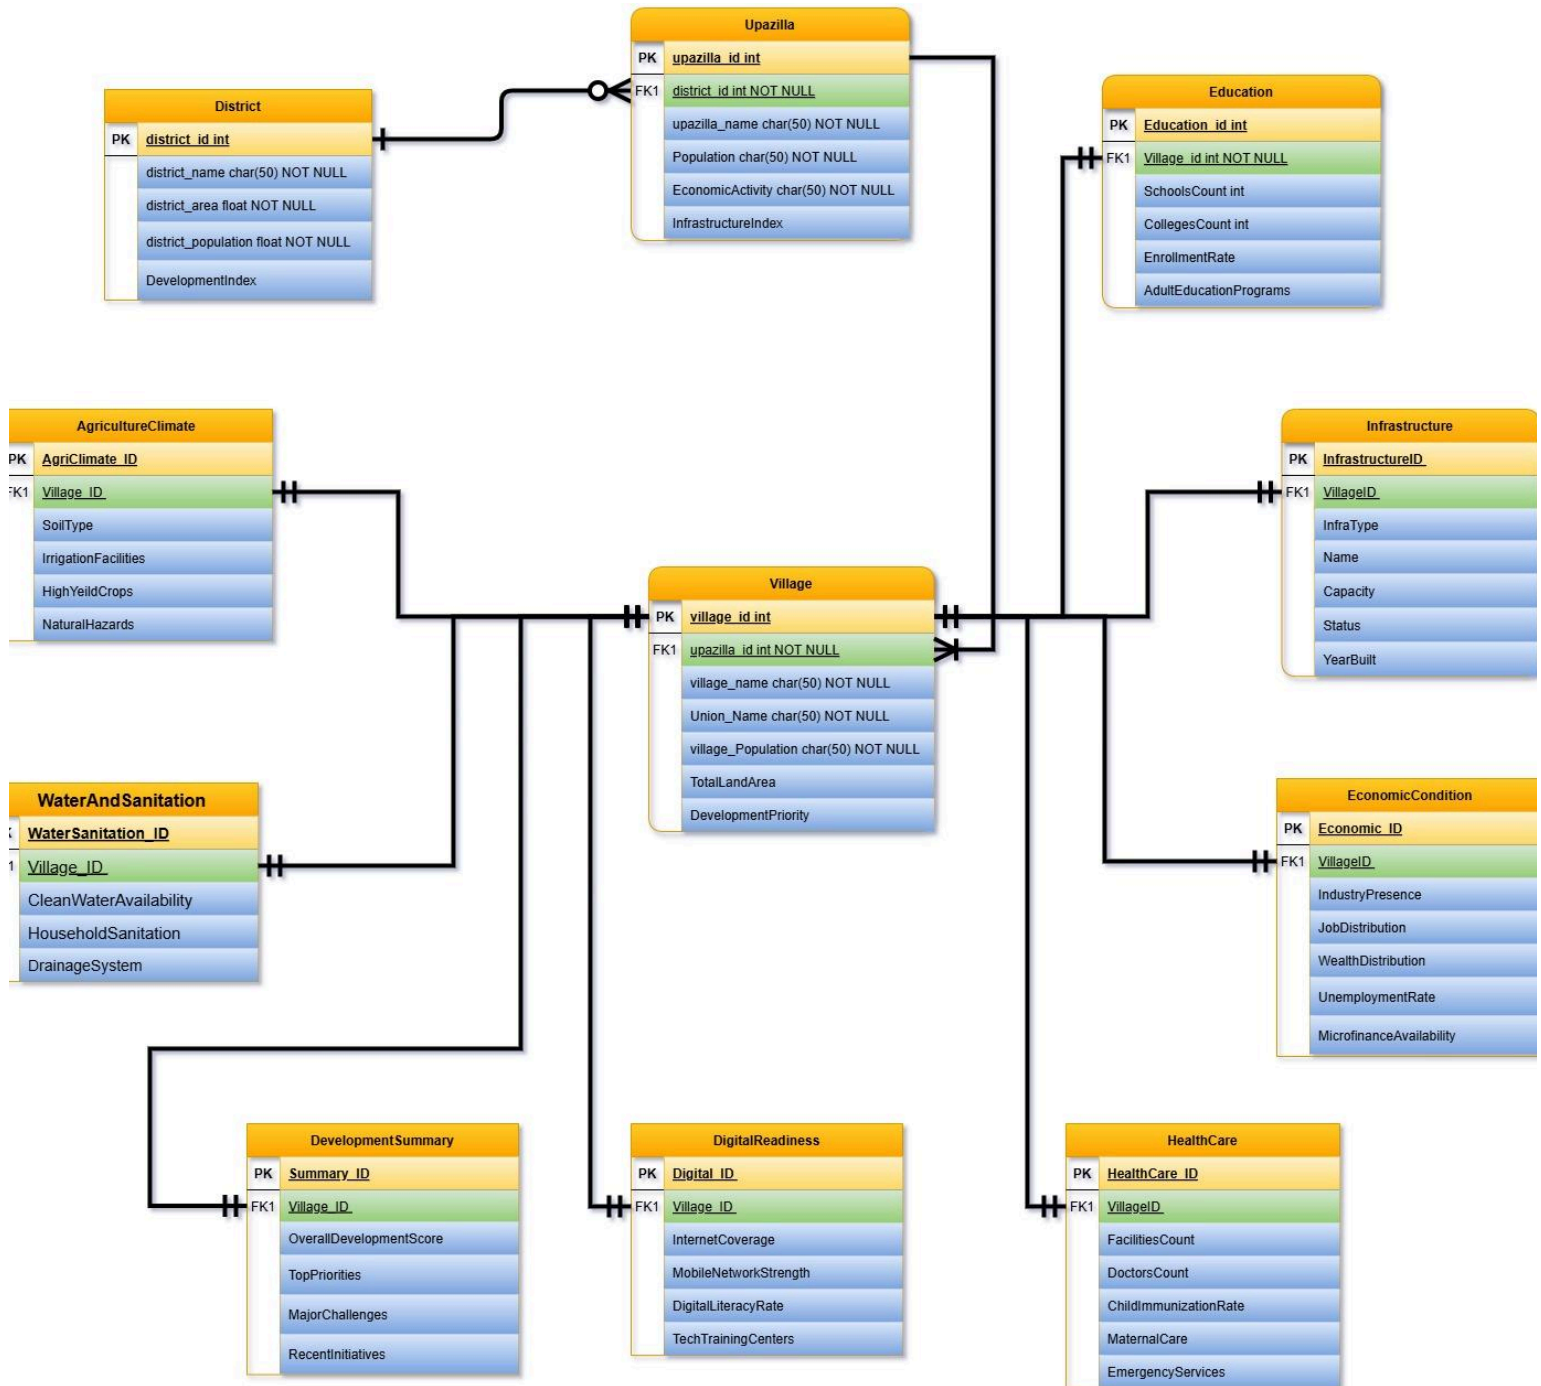 Upazilla
PK upazilla_id int
FK1 district_id int NOT NULL
upazilla_name char(50) NOT NULL
Population char(50) NOT NULL
EconomicActivity char(50) NOT NULL
InfrastructureIndex
District
PK district_id int
district_name char(50) NOT NULL
district_area float NOT NULL
district_population float NOT NULL
DevelopmentIndex
Education
PK Education_id int
FK1 Village_id int NOT NULL
SchoolsCount int
CollegesCount int
EnrollmentRate
AdultEducationPrograms
AgricultureClimate
PK AgriClimate_ID
FK1 Village_ID
SoilType
IrrigationFacilities
HighYeildCrops
NaturalHazards
Infrastructure
PK InfrastructureID
FK1 VillageID
InfraType
Name
Capacity
Status
YearBuilt
Village
PK village_id int
FK1 upazilla_id int NOT NULL
village_name char(50) NOT NULL
Union_Name char(50) NOT NULL
village_Population char(50) NOT NULL
TotalLandArea
DevelopmentPriority
WaterAndSanitation
WaterSanitation_ID
1 Village_ID
CleanWaterAvailability
HouseholdSanitation
DrainageSystem
EconomicCondition
PK Economic_ID
FK1 VillageID
IndustryPresence
JobDistribution
WealthDistribution
UnemploymentRate
MicrofinanceAvailability
DevelopmentSummary
PK Summary_ID
FK1 Village_ID
OverallDevelopmentScore
TopPriorities
MajorChallenges
RecentInitiatives
DigitalReadiness
PK Digital_ID
FK1 Village_ID
InternetCoverage
MobileNetworkStrength
DigitalLiteracyRate
TechTrainingCenters
HealthCare
PK HealthCare_ID
FK1 VillageID
FacilitiesCount
DoctorsCount
ChildImmunizationRate
MaternalCare
EmergencyServices